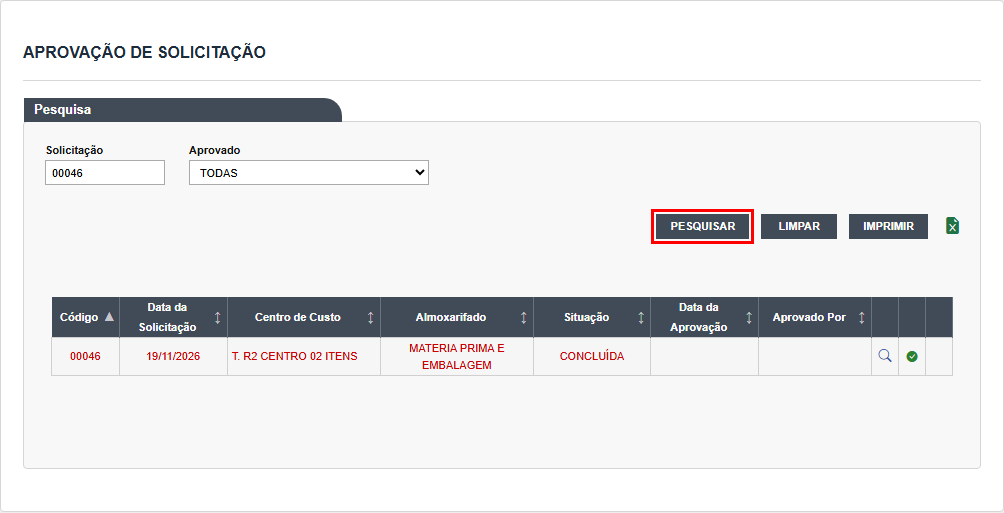 APROVAÇÃO DE SOLICITAÇÃO
Pesquisa
Solicitação Aprovado
00046 TODAS
PESQUISAR LIMPAR IMPRIMIR
Código Data da Solicitação Centro de Custo Almoxarifado Situação Data da Aprovação Aprovado Por
00046 19/11/2026 T. R2 CENTRO 02 ITENS MATERIA PRIMA E EMBALAGEM CONCLUÍDA